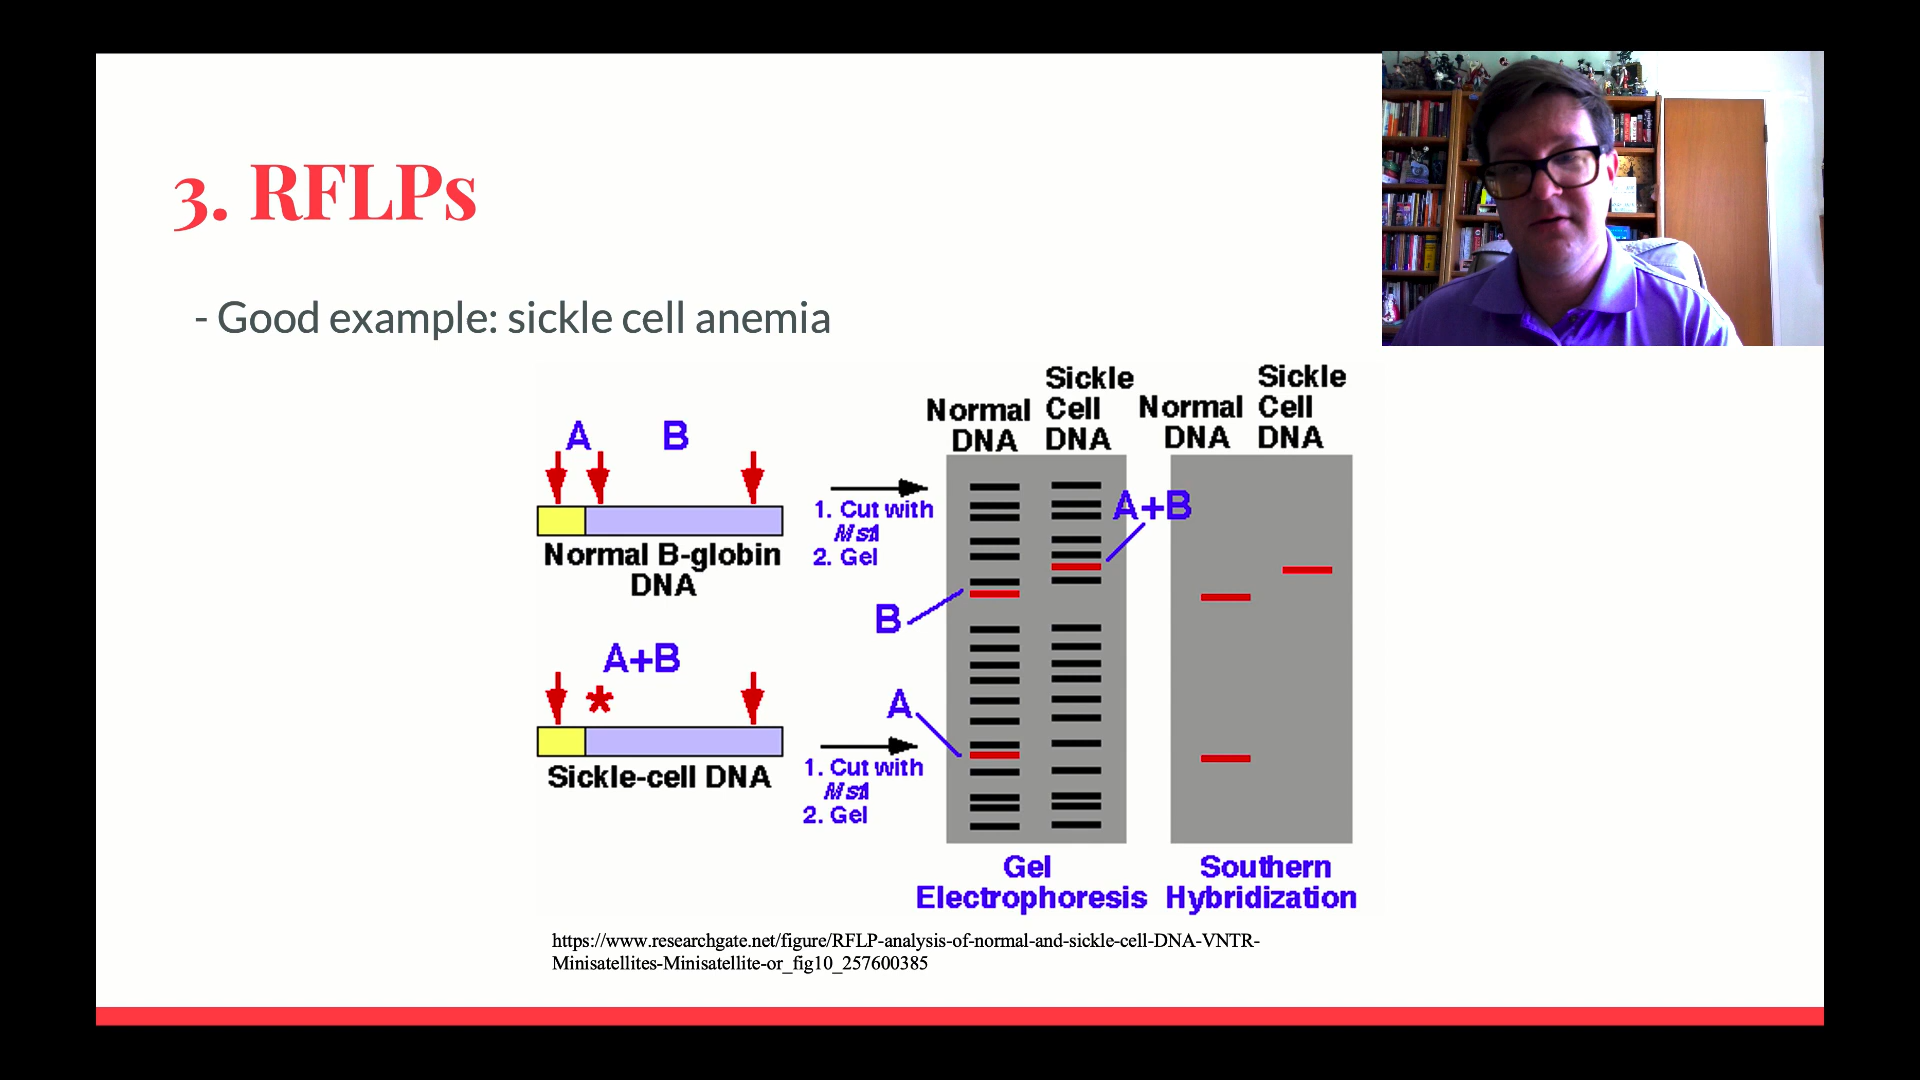 3. RFLPs
- Good example: sickle cell anemia
A
B
Normal B-globin
DNA
A+B
*
Sickle-cell DNA
1. Cut with
2. Gel
1. Cut with
2. Gel
Normal
DNA
Sickle
Cell
DNA
Normal
DNA
Sickle
Cell
DNA
A+B
B
A
Gel
Electrophoresis
Southern
Hybridization
https://www.researchgate.net/figure/RFLP-analysis-of-normal-and-sickle-cell-DNA-VNTR-
Minisatellites-Minisatellite-or_fig10_257600385